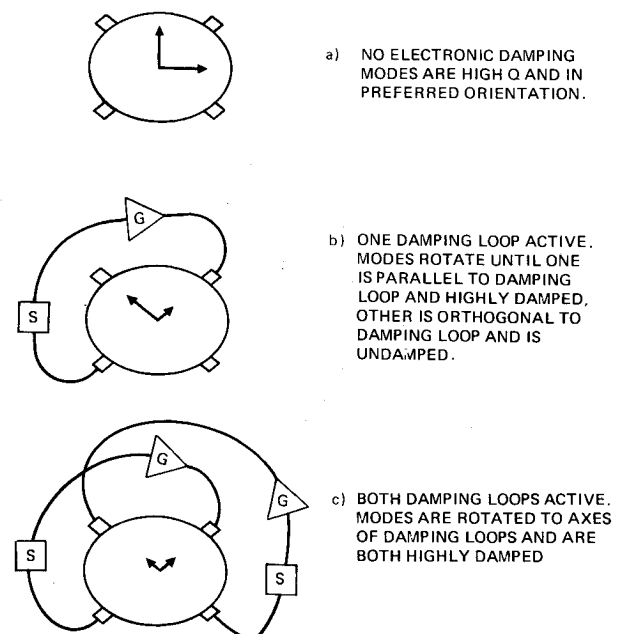 a) NO ELECTRONIC DAMPING
MODES ARE HIGH Q AND IN
PREFERRED ORIENTATION.
G
S
b) ONE DAMPING LOOP ACTIVE.
MODES ROTATE UNTIL ONE
IS PARALLEL TO DAMPING
LOOP AND HIGHLY DAMPED,
OTHER IS ORTHOGONAL TO
DAMPING LOOP AND IS
UNDAMPED.
G
G
S
S
c) BOTH DAMPING LOOPS ACTIVE.
MODES ARE ROTATED TO AXES
OF DAMPING LOOPS AND ARE
BOTH HIGHLY DAMPED